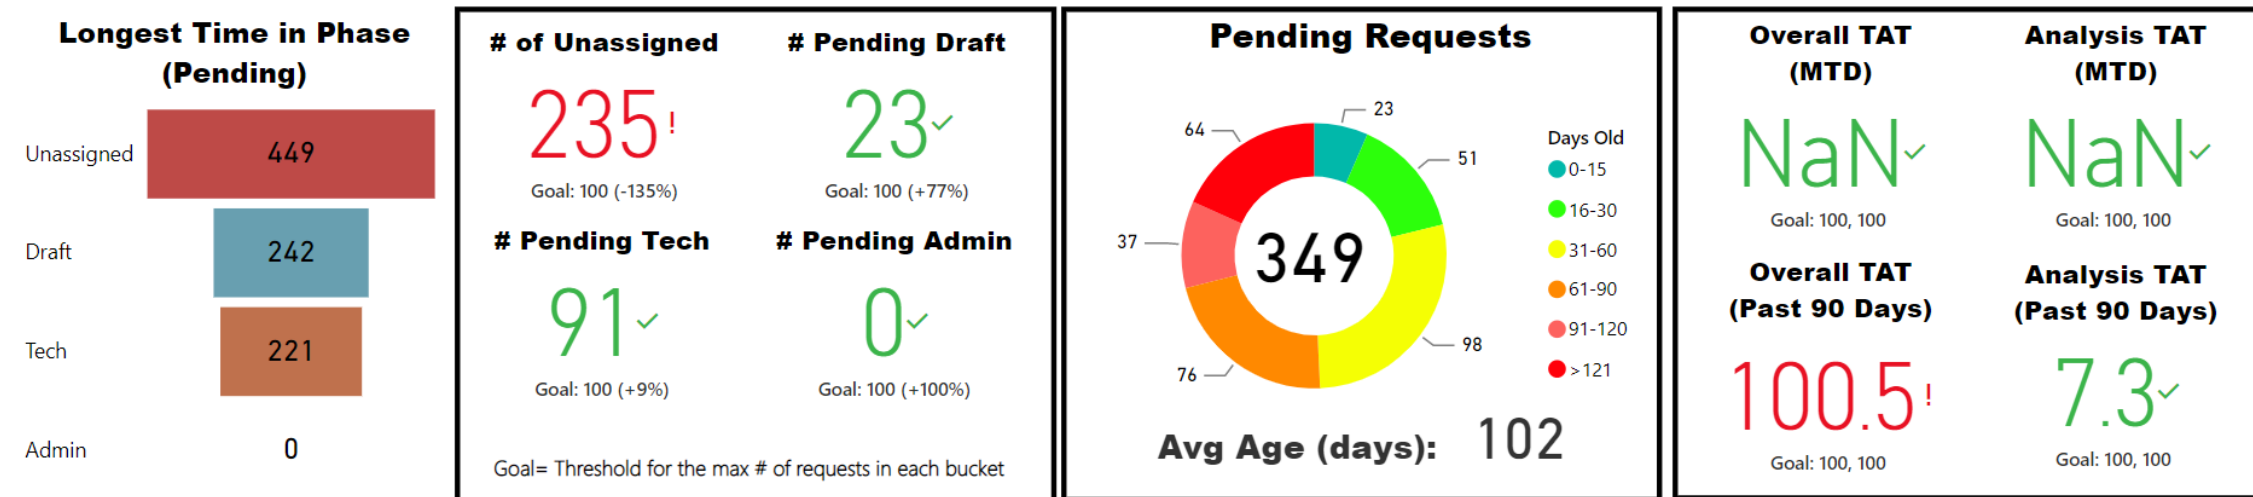 Longest Time in Phase
(Pending)
Unassigned
449
Draft
242
Tech
221
Admin
0
# of Unassigned
235!
Goal: 100 (-135%)
# Pending Draft
23✓
Goal: 100 (+77%)
# Pending Tech
91✓
Goal: 100 (+9%)
# Pending Admin
0✓
Goal: 100 (+100%)
Goal= Threshold for the max # of requests in each bucket
Pending Requests
23
51
98
76
37
64
349
Days Old
0-15
16-30
31-60
61-90
91-120
>121
Avg Age (days): 102
Overall TAT
(MTD)
NaN✓
Goal: 100, 100
Analysis TAT
(MTD)
NaN✓
Goal: 100, 100
Overall TAT
(Past 90 Days)
100.5!
Goal: 100, 100
Analysis TAT
(Past 90 Days)
7.3✓
Goal: 100, 100